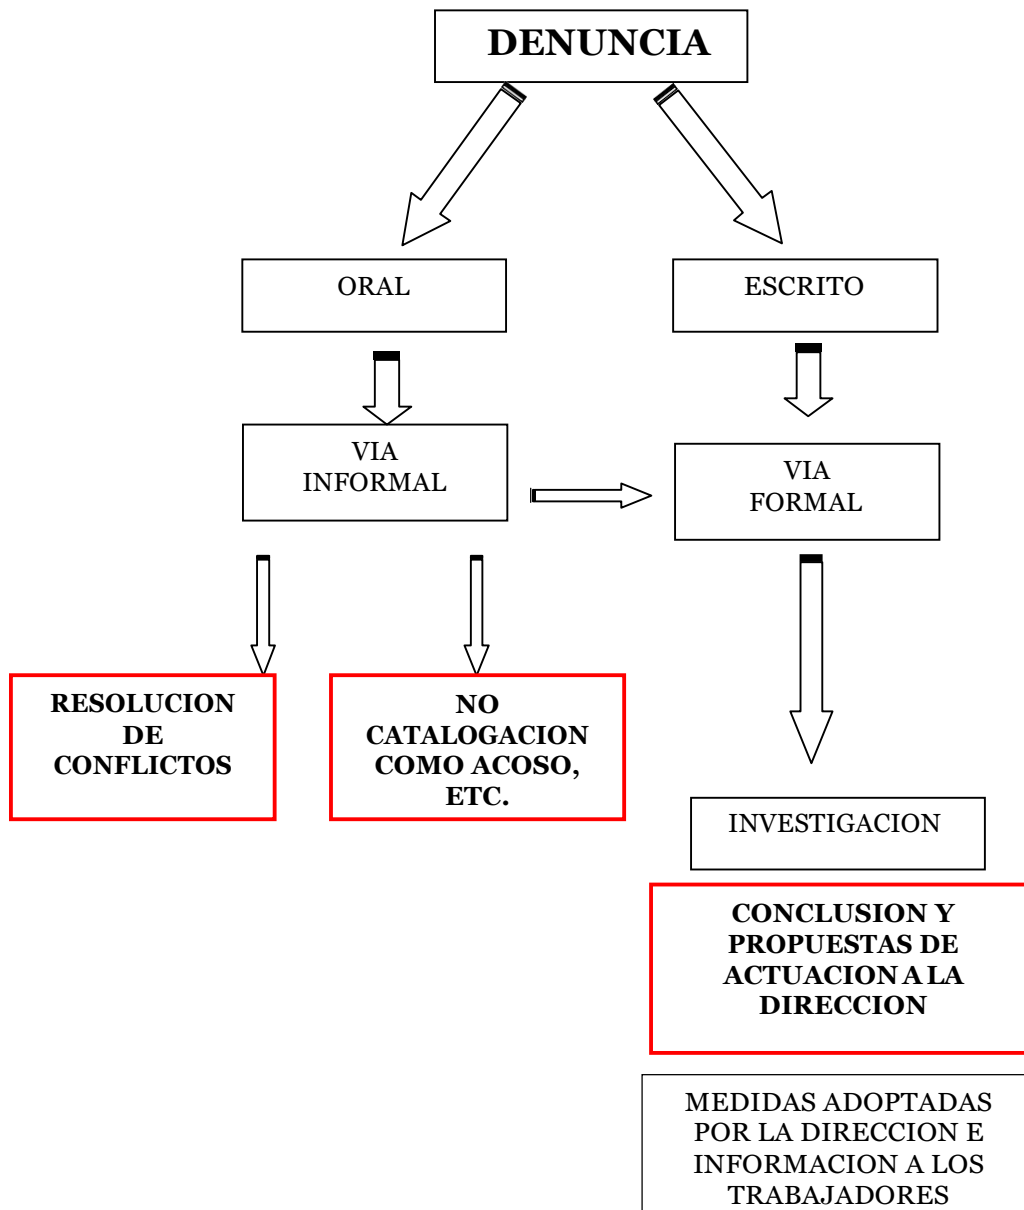 DENUNCIA
ORAL
ESCRITO
VIA
INFORMAL
VIA
FORMAL
RESOLUCION
DE
CONFLICTOS
NO
CATALOGACION
COMO ACOSO,
ETC.
INVESTIGACION
CONCLUSION Y
PROPUESTAS DE
ACTUACION A LA
DIRECCION
MEDIDAS ADOPTADAS
POR LA DIRECCION E
INFORMACION A LOS
TRABAJADORES